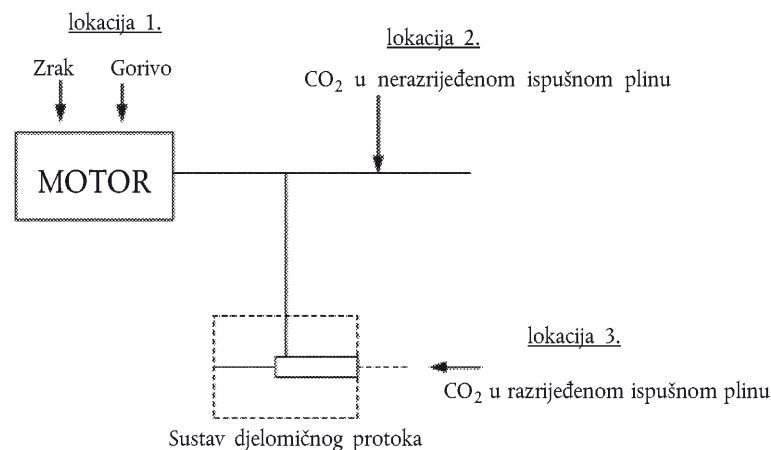 lokacija 1.
Zrak Gorivo
lokacija 2.
CO₂ u nerazrijeđenom ispušnom plinu
MOTOR
lokacija 3.
CO₂ u razrijeđenom ispušnom plinu
Sustav djelomičnog protoka